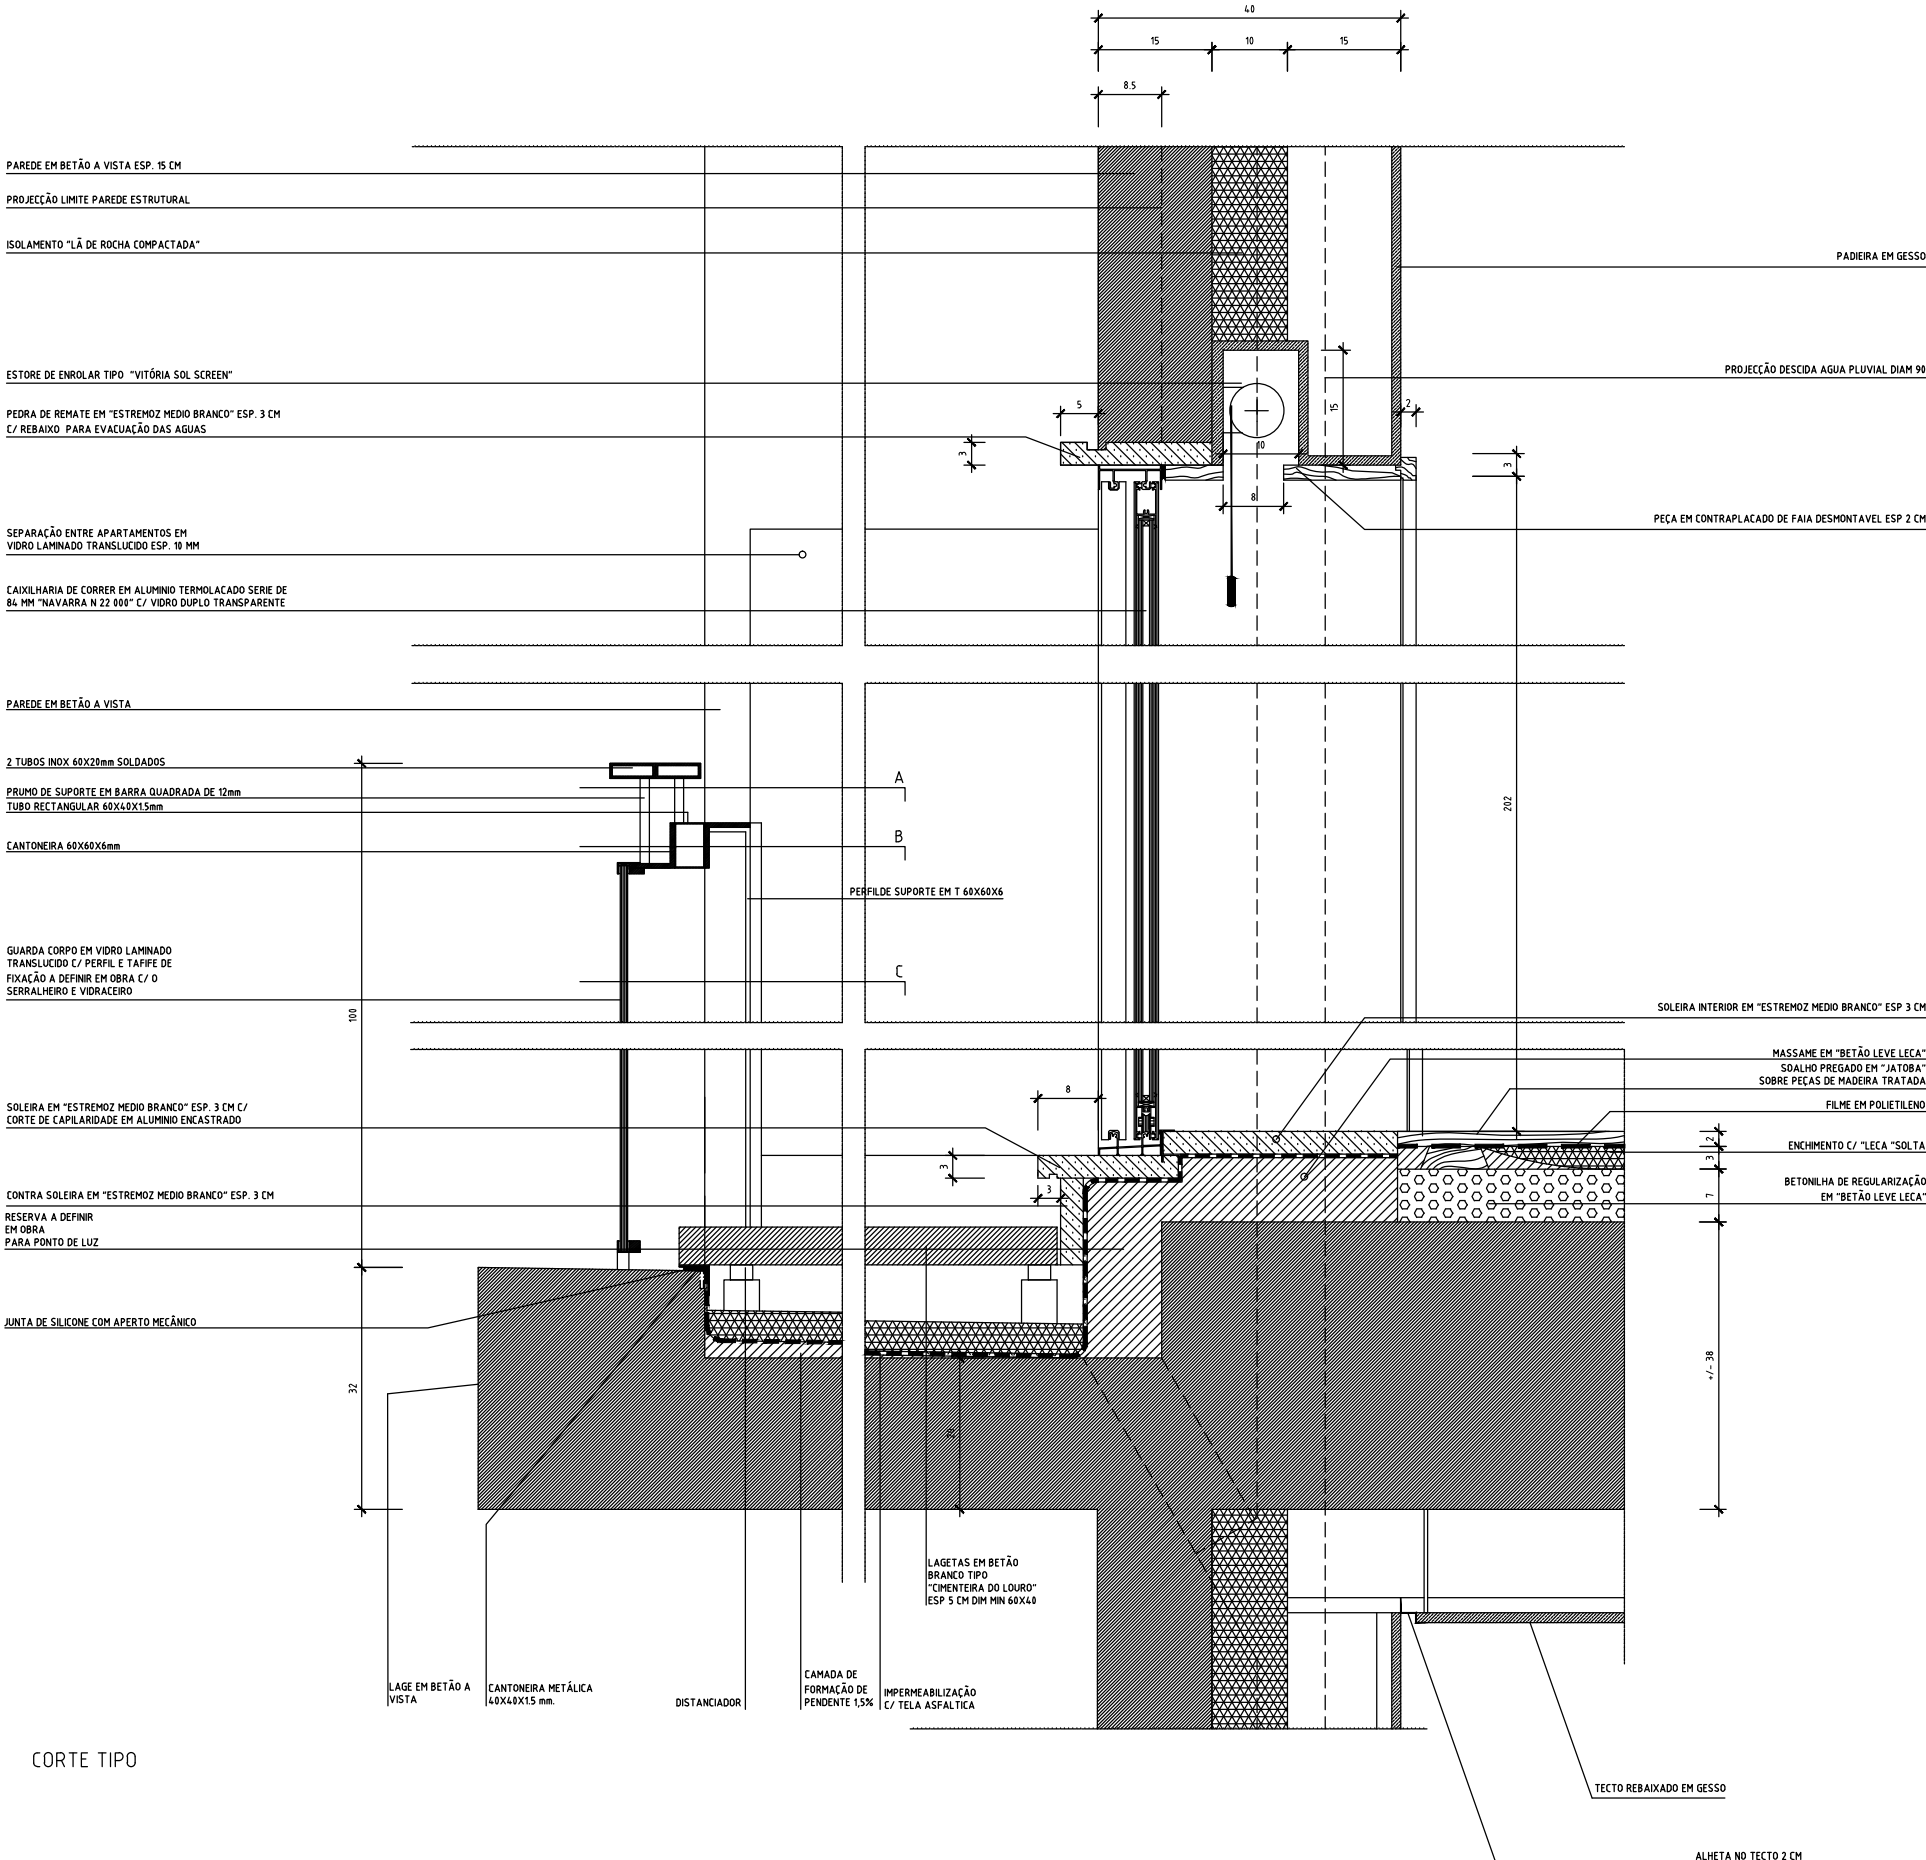 40
15
10
15
8.5
PAREDE EM BETÃO A VISTA ESP. 15 CM
PROJECÇÃO LIMITE PAREDE ESTRUTURAL
ISOLAMENTO "LÃ DE ROCHA COMPACTADA"
PADIEIRA EM GESSO
ESTORE DE ENROLAR TIPO "VITÓRIA SOL SCREEN"
PROJECÇÃO DESCIDA AGUA PLUVIAL DIAM 90
PEDRA DE REMATE EM "ESTREMOZ MEDIO BRANCO" ESP. 3 CM
C/ REBAIXO PARA EVACUAÇÃO DAS AGUAS
5
15
2
3
10
3
8
PEÇA EM CONTRAPLACADO DE FAIA DESMONTAVEL ESP 2 CM
SEPARAÇÃO ENTRE APARTAMENTOS EM
VIDRO LAMINADO TRANSLUCIDO ESP. 10 MM
CAIXILHARIA DE CORRER EM ALUMINIO TERMOLACADO SERIE DE
84 MM "NAVARRA N 22 000" C/ VIDRO DUPLO TRANSPARENTE
PAREDE EM BETÃO A VISTA
2 TUBOS INOX 60X20mm SOLDADOS
A
PRUMO DE SUPORTE EM BARRA QUADRADA DE 12mm
TUBO RECTANGULAR 60X40X1.5mm
202
B
CANTONEIRA 60X60X6mm
PERFILDE SUPORTE EM T 60X60X6
GUARDA CORPO EM VIDRO LAMINADO
TRANSLUCIDO C/ PERFIL E TAFIFE DE
FIXAÇÃO A DEFINIR EM OBRA C/ O
SERRALHEIRO E VIDRACEIRO
C
100
SOLEIRA INTERIOR EM "ESTREMOZ MEDIO BRANCO" ESP 3 CM
MASSAME EM "BETÃO LEVE LECA"
SOALHO PREGADO EM "JATOBA"
SOBRE PEÇAS DE MADEIRA TRATADA
FILME EM POLIETILENO
ENCHIMENTO C/ "LECA "SOLTA
BETONILHA DE REGULARIZAÇÃO
EM "BETÃO LEVE LECA"
8
SOLEIRA EM "ESTREMOZ MEDIO BRANCO" ESP. 3 CM C/
CORTE DE CAPILARIDADE EM ALUMINIO ENCASTRADO
3
3
2
3
7
CONTRA SOLEIRA EM "ESTREMOZ MEDIO BRANCO" ESP. 3 CM
RESERVA A DEFINIR
EM OBRA
PARA PONTO DE LUZ
JUNTA DE SILICONE COM APERTO MECÂNICO
32
20
+/- 38
LAGETAS EM BETÃO
BRANCO TIPO
"CIMENTEIRA DO LOURO"
ESP 5 CM DIM MIN 60X40
LAGE EM BETÃO A
VISTA
CANTONEIRA METÁLICA
40X40X1.5 mm.
DISTANCIADOR
CAMADA DE
FORMAÇÃO DE
PENDENTE 1,5%
IMPERMEABILIZAÇÃO
C/ TELA ASFALTICA
CORTE TIPO
TECTO REBAIXADO EM GESSO
ALHETA NO TECTO 2 CM